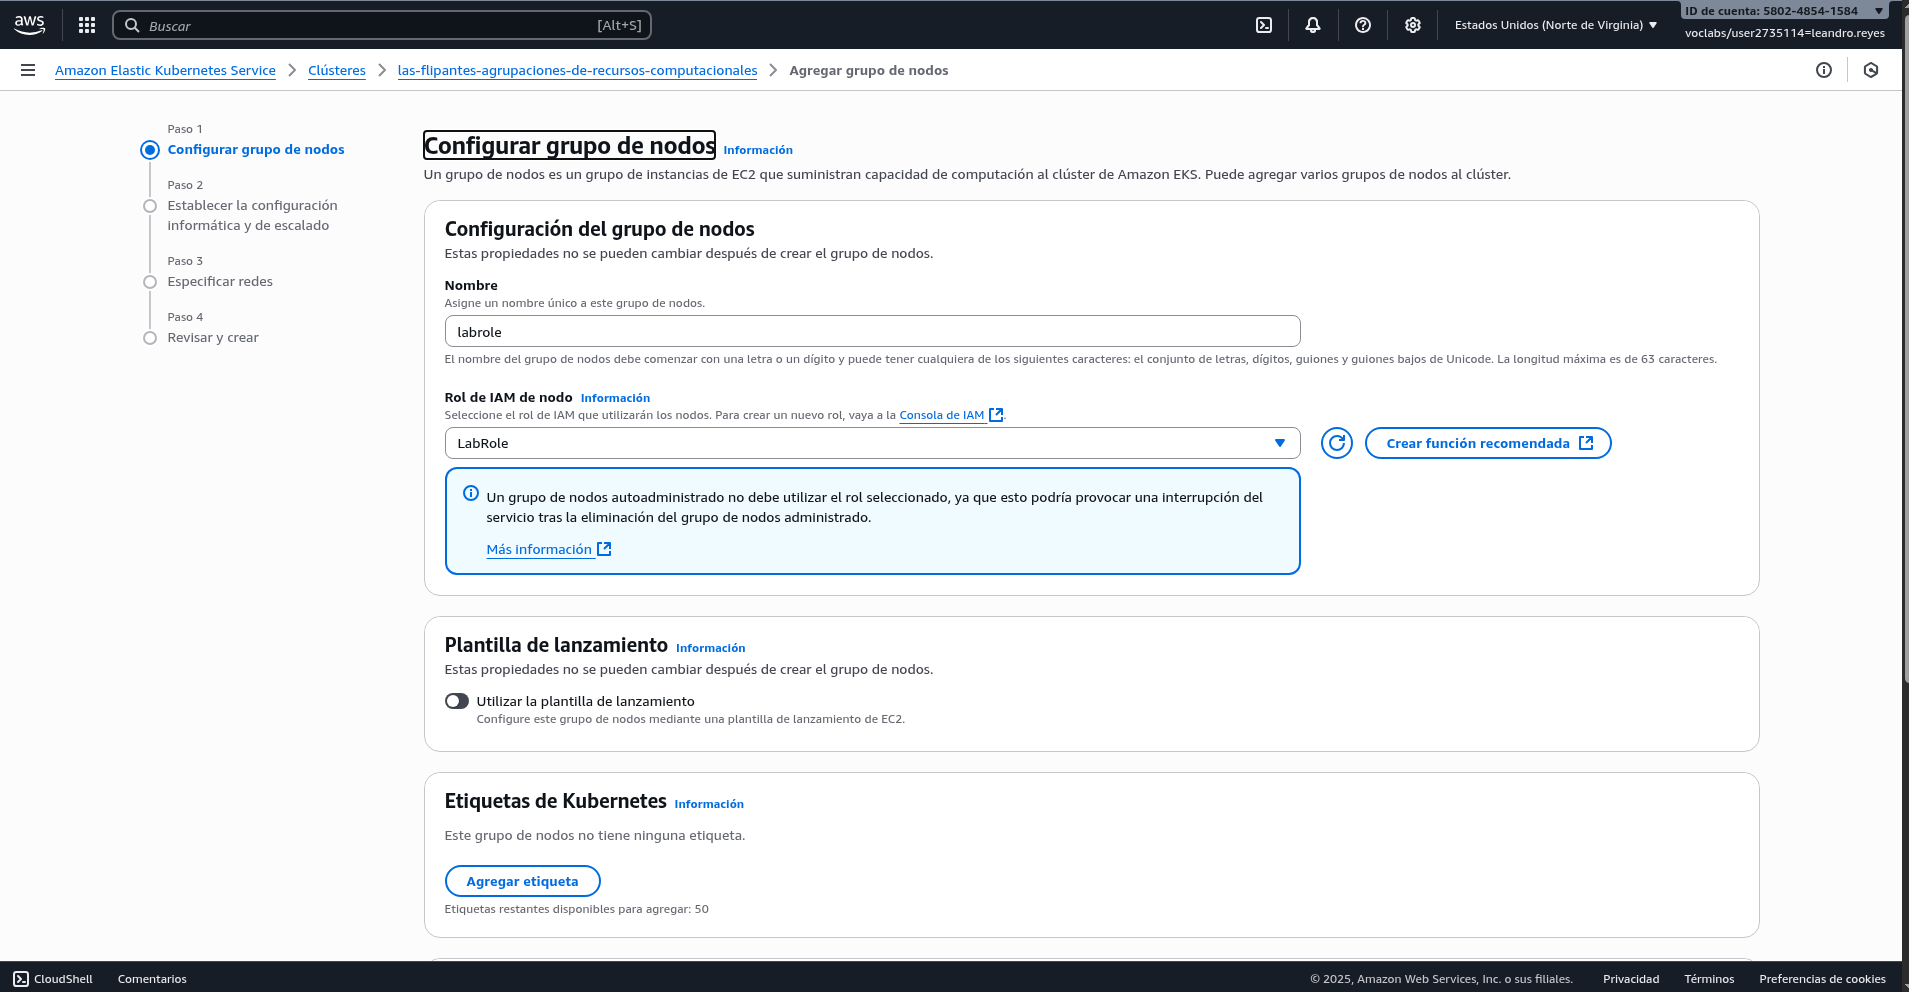 aws
Buscar
[Alt+S]
Estados Unidos (Norte de Virginia)
ID de cuenta: 5802-4854-1584
voclabs/user2735114=leandro.reyes
Amazon Elastic Kubernetes Service > Clústeres > las-flipantes-agrupaciones-de-recursos-computacionales > Agregar grupo de nodos
Paso 1
Configurar grupo de nodos
Paso 2
Establecer la configuración
informática y de escalado
Paso 3
Especificar redes
Paso 4
Revisar y crear
Configurar grupo de nodos Información
Un grupo de nodos es un grupo de instancias de EC2 que suministran capacidad de computación al clúster de Amazon EKS. Puede agregar varios grupos de nodos al clúster.
Configuración del grupo de nodos
Estas propiedades no se pueden cambiar después de crear el grupo de nodos.
Nombre
Asigne un nombre único a este grupo de nodos.
labrole
El nombre del grupo de nodos debe comenzar con una letra o un dígito y puede tener cualquiera de los siguientes caracteres: el conjunto de letras, dígitos, guiones y guiones bajos de Unicode. La longitud máxima es de 63 caracteres.
Rol de IAM de nodo Información
Seleccione el rol de IAM que utilizarán los nodos. Para crear un nuevo rol, vaya a la Consola de IAM.
LabRole
Crear función recomendada
Un grupo de nodos autoadministrado no debe utilizar el rol seleccionado, ya que esto podría provocar una interrupción del
servicio tras la eliminación del grupo de nodos administrado.
Más información
Plantilla de lanzamiento Información
Estas propiedades no se pueden cambiar después de crear el grupo de nodos.
Utilizar la plantilla de lanzamiento
Configure este grupo de nodos mediante una plantilla de lanzamiento de EC2.
Etiquetas de Kubernetes Información
Este grupo de nodos no tiene ninguna etiqueta.
Agregar etiqueta
Etiquetas restantes disponibles para agregar: 50
CloudShell Comentarios
© 2025, Amazon Web Services, Inc. o sus filiales. Privacidad Términos Preferencias de cookies